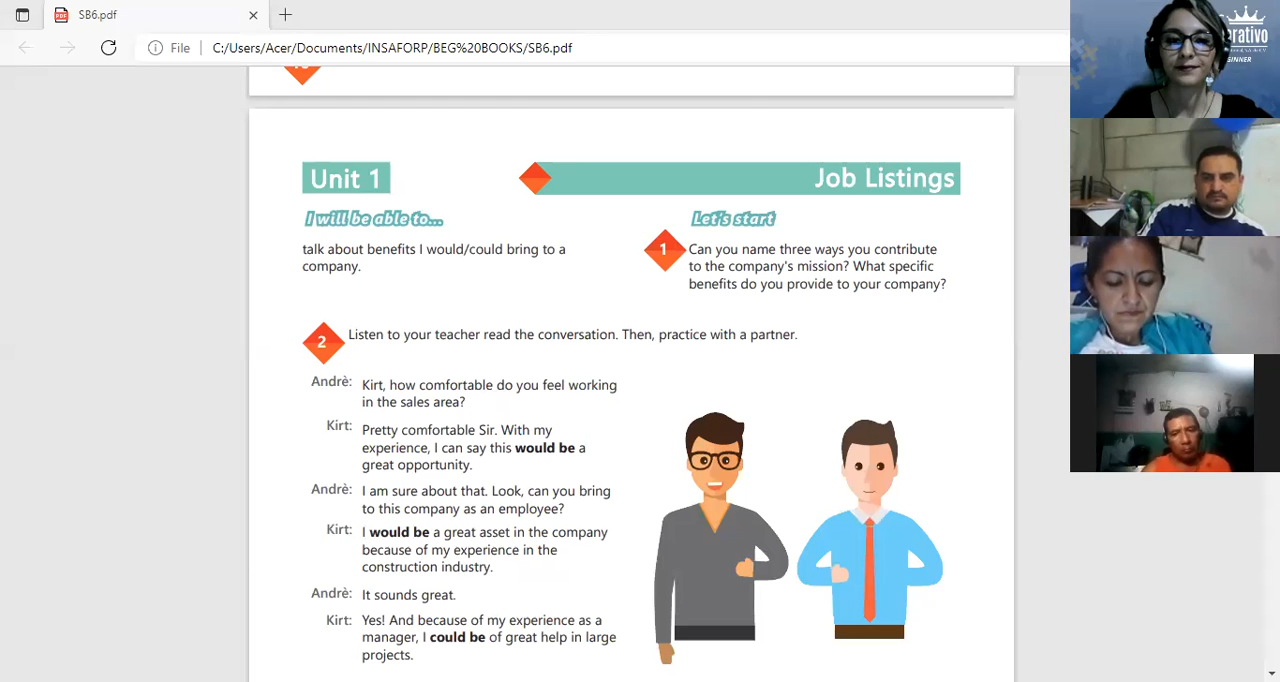 SB6.pdf
File
C:/Users/Acer/Documents/INSAFORP/BEG%20BOOKS/SB6.pdf
Unit 1
Job Listings
I will be able to...
talk about benefits I would/could bring to a
company.
Let's start
1
Can you name three ways you contribute
to the company's mission? What specific
benefits do you provide to your company?
2
Listen to your teacher read the conversation. Then, practice with a partner.
Andrè: Kirt, how comfortable do you feel working
in the sales area?
Kirt: Pretty comfortable Sir. With my
experience, I can say this would be a
great opportunity.
Andrè: I am sure about that. Look, can you bring
to this company as an employee?
Kirt: I would be a great asset in the company
because of my experience in the
construction industry.
Andrè: It sounds great.
Kirt: Yes! And because of my experience as a
manager, I could be of great help in large
projects.